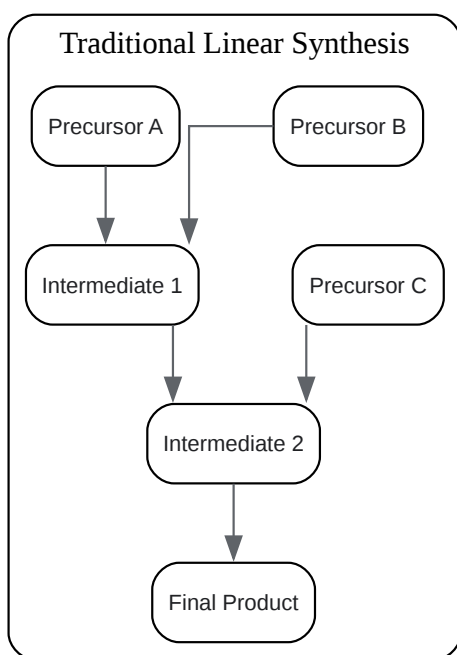 Traditional Linear Synthesis
Precursor A
Precursor B
Intermediate 1
Precursor C
Intermediate 2
Final Product